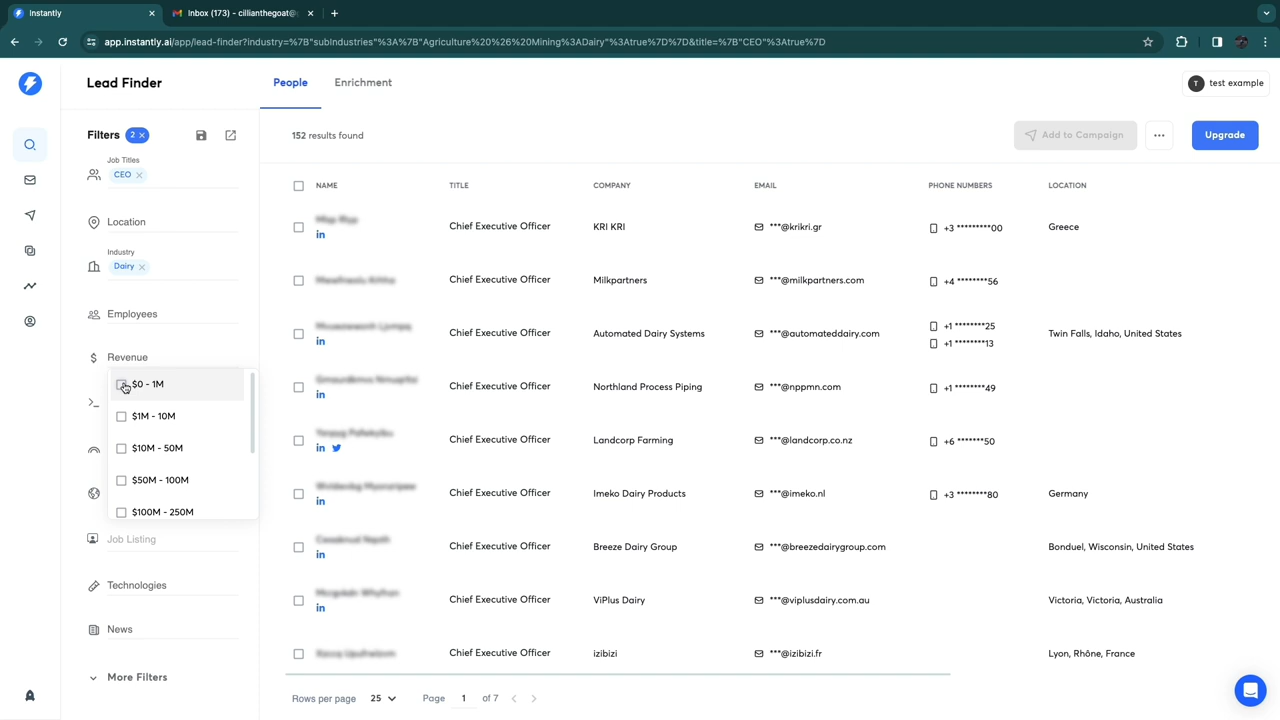 Instantly
Inbox (173) - cillianthegoat@
app.instantly.ai/app/lead-finder?industry=%7B"subIndustries"%3A%7B"Agriculture%20%26%20Mining%3ADairy"%3Atrue%7D%7D&title=%7B"CEO"%3Atrue%7D
Lead Finder
People
Enrichment
T
test example
Filters
2 ×
152 results found
Add to Campaign
Upgrade
Job Titles
CEO ×
Location
Industry
Dairy ×
Employees
Revenue
$0 - 1M
$1M - 10M
$10M - 50M
$50M - 100M
$100M - 250M
Job Listing
Technologies
News
More Filters
NAME TITLE COMPANY EMAIL PHONE NUMBERS LOCATION
Chief Executive Officer KRI KRI ***@krikri.gr +3 *********00 Greece
Chief Executive Officer Milkpartners ***@milkpartners.com +4 ********56
Chief Executive Officer Automated Dairy Systems ***@automateddairy.com +1 ********25 Twin Falls, Idaho, United States
+1 ********13
Chief Executive Officer Northland Process Piping ***@nppmn.com +1 ********49
Chief Executive Officer Landcorp Farming ***@landcorp.co.nz +6 *******50
Chief Executive Officer Imeko Dairy Products ***@imeko.nl +3 ********80 Germany
Chief Executive Officer Breeze Dairy Group ***@breezedairygroup.com Bonduel, Wisconsin, United States
Chief Executive Officer ViPlus Dairy ***@viplusdairy.com.au Victoria, Victoria, Australia
Chief Executive Officer izibizi ***@izibizi.fr Lyon, Rhône, France
Rows per page 25 Page 1 of 7